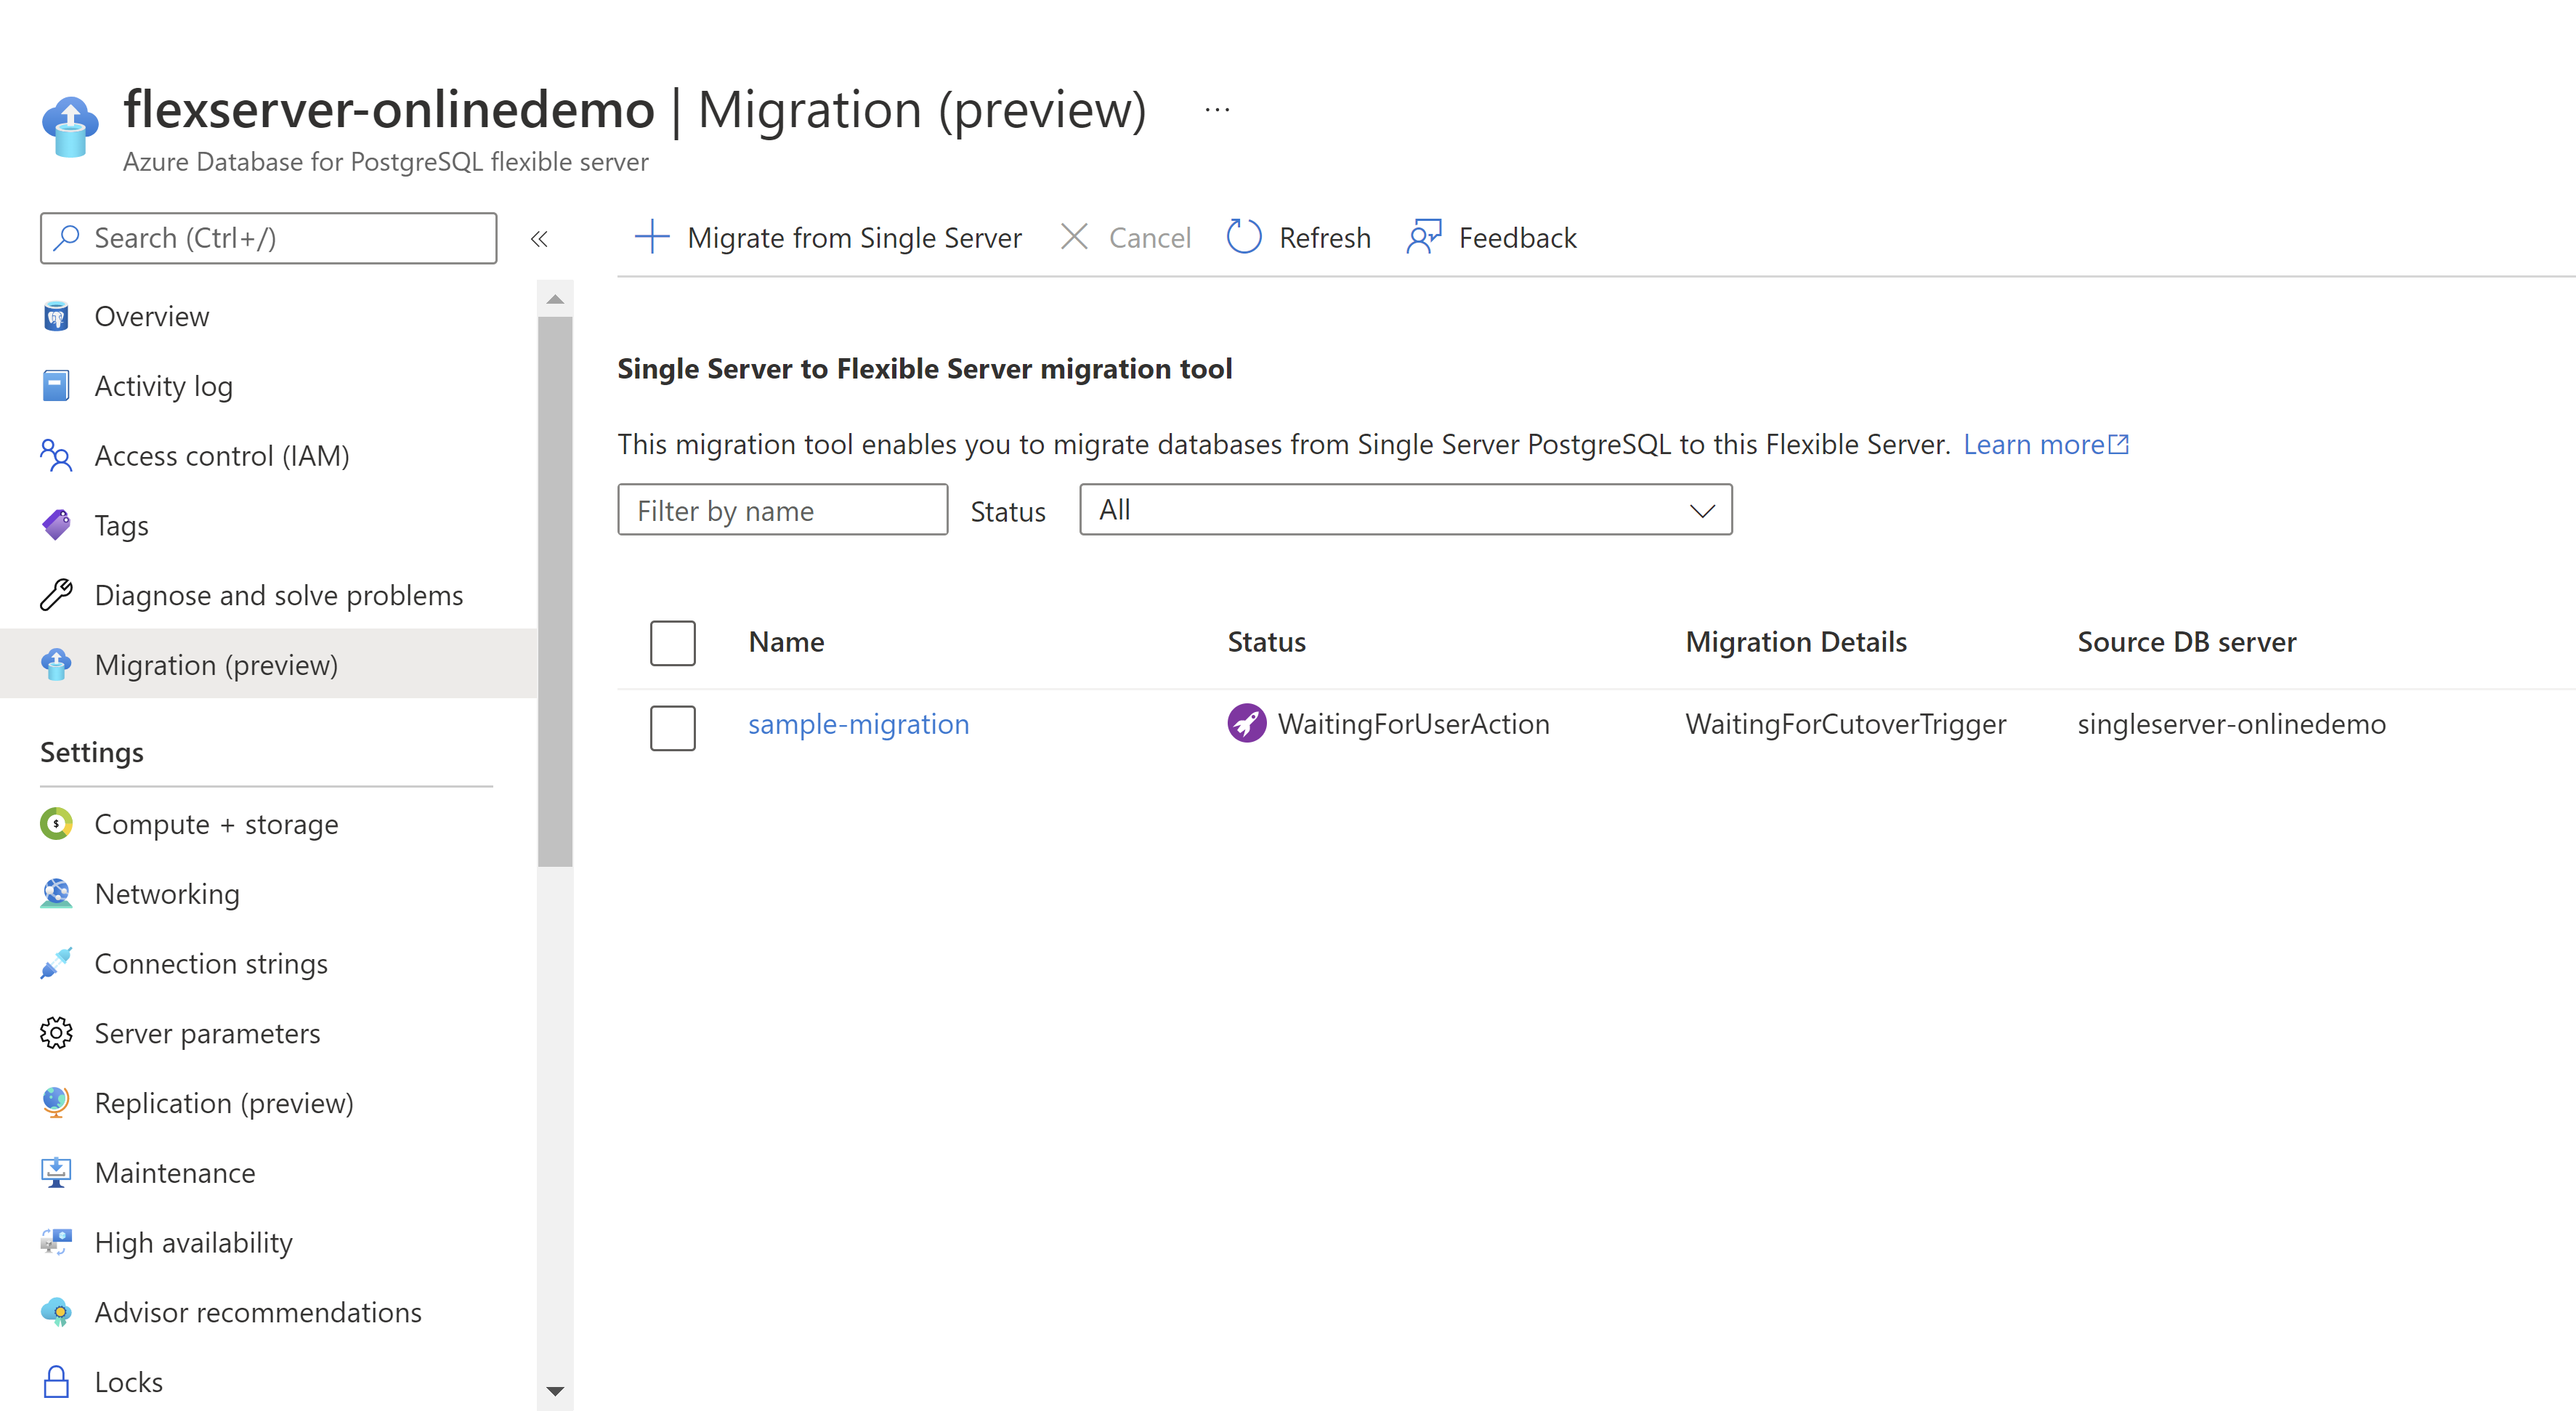 flexserver-onlinedemo | Migration (preview) ...
Azure Database for PostgreSQL flexible server
Search (Ctrl+/)
«
Migrate from Single Server
Cancel
Refresh
Feedback
Overview
Activity log
Access control (IAM)
Tags
Diagnose and solve problems
Migration (preview)
Settings
Compute + storage
Networking
Connection strings
Server parameters
Replication (preview)
Maintenance
High availability
Advisor recommendations
Locks
Single Server to Flexible Server migration tool
This migration tool enables you to migrate databases from Single Server PostgreSQL to this Flexible Server. Learn more
Filter by name Status All
Name Status Migration Details Source DB server
sample-migration WaitingForUserAction WaitingForCutoverTrigger singleserver-onlinedemo